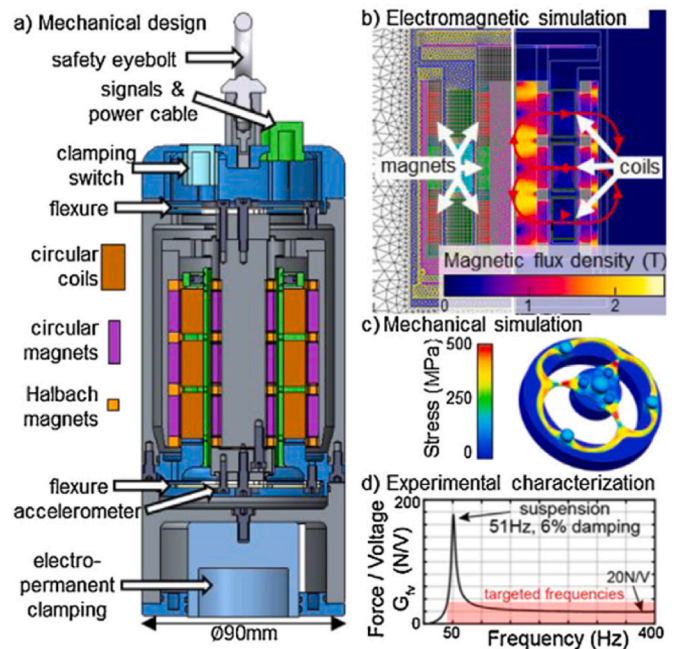 a) Mechanical design
safety eyebolt
signals &
power cable
clamping
switch
flexure
circular
coils
circular
magnets
Halbach
magnets
flexure
accelerometer
electro-
permanent
clamping
Ø90mm
b) Electromagnetic simulation
magnets
coils
Magnetic flux density (T)
0 1 2
c) Mechanical simulation
Stress (MPa)
500
250
0
d) Experimental characterization
Force / Voltage
Gfv (N/V)
200
0
suspension
51Hz, 6% damping
20N/V
targeted frequencies
50 Frequency (Hz) 400